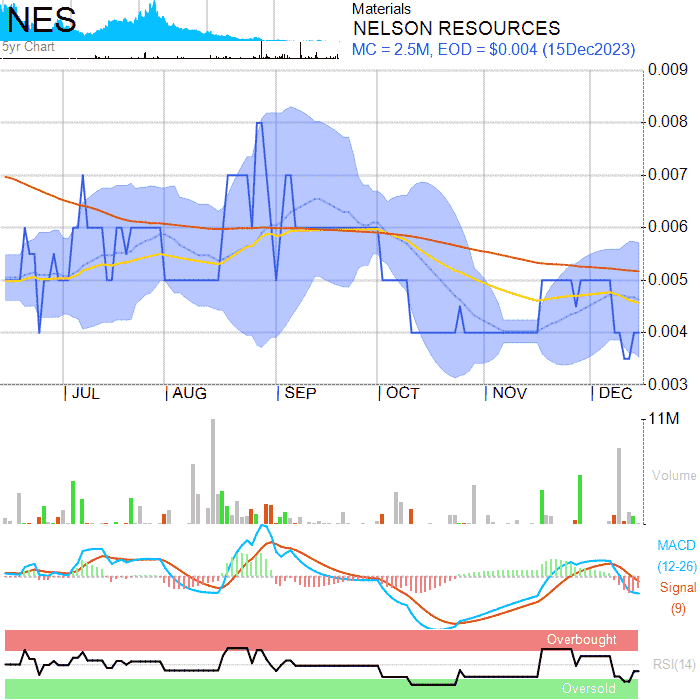 NES
5yr Chart
Materials
NELSON RESOURCES
MC = 2.5M, EOD = $0.004 (15Dec2023)
0.009
0.008
0.007
0.006
0.005
0.004
0.003
JUL
AUG
SEP
OCT
NOV
DEC
11M
Volume
MACD
(12-26)
Signal
(9)
Overbought
RSI(14)
Oversold